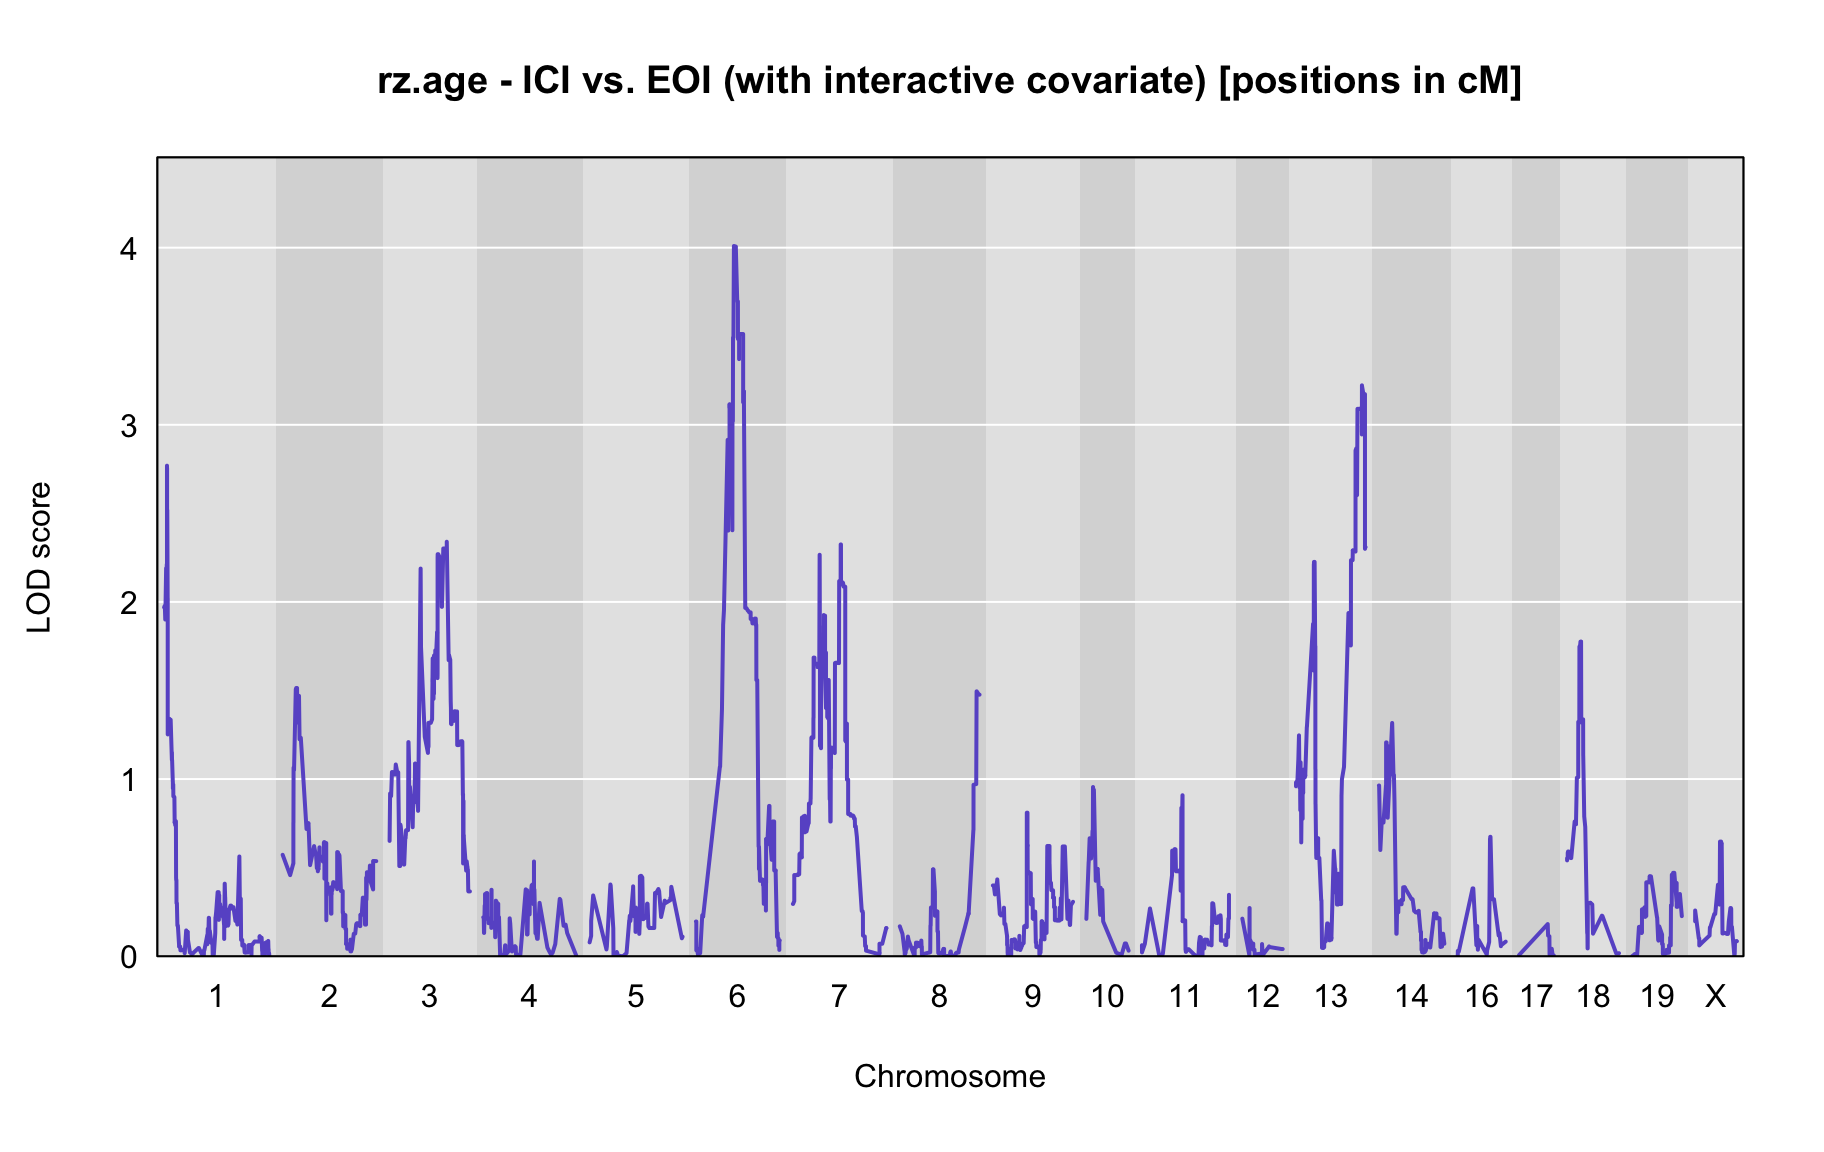 rz.age - ICI vs. EOI (with interactive covariate) [positions in cM]
LOD score
4
3
2
1
0
1 2 3 4 5 6 7 8 9 10 11 12 13 14 16 17 18 19 X
Chromosome